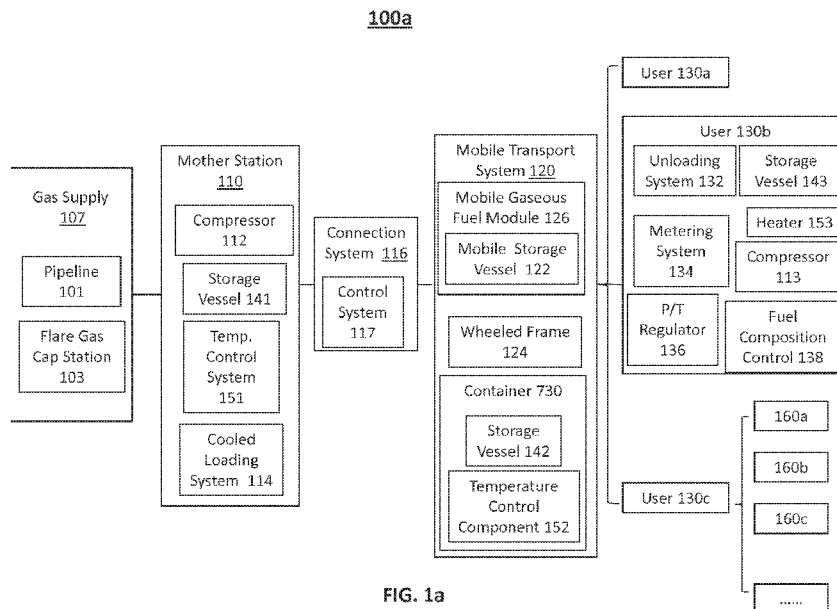 100a
Gas Supply
107
Pipeline
101
Flare Gas
Cap Station
103
Mother Station
110
Compressor
112
Storage
Vessel 141
Temp.
Control
System
151
Cooled
Loading
System 114
Connection
System 116
Control
System
117
Mobile Transport
System 120
Mobile Gaseous
Fuel Module 126
Mobile Storage
Vessel 122
Wheeled Frame
124
Container 730
Storage
Vessel 142
Temperature
Control
Component 152
User 130a
User 130b
Unloading
System 132
Storage
Vessel 143
Metering
System
134
Heater 153
Compressor
113
P/T
Regulator
136
Fuel
Composition
Control 138
User 130c
160a
160b
160c
......
FIG. 1a